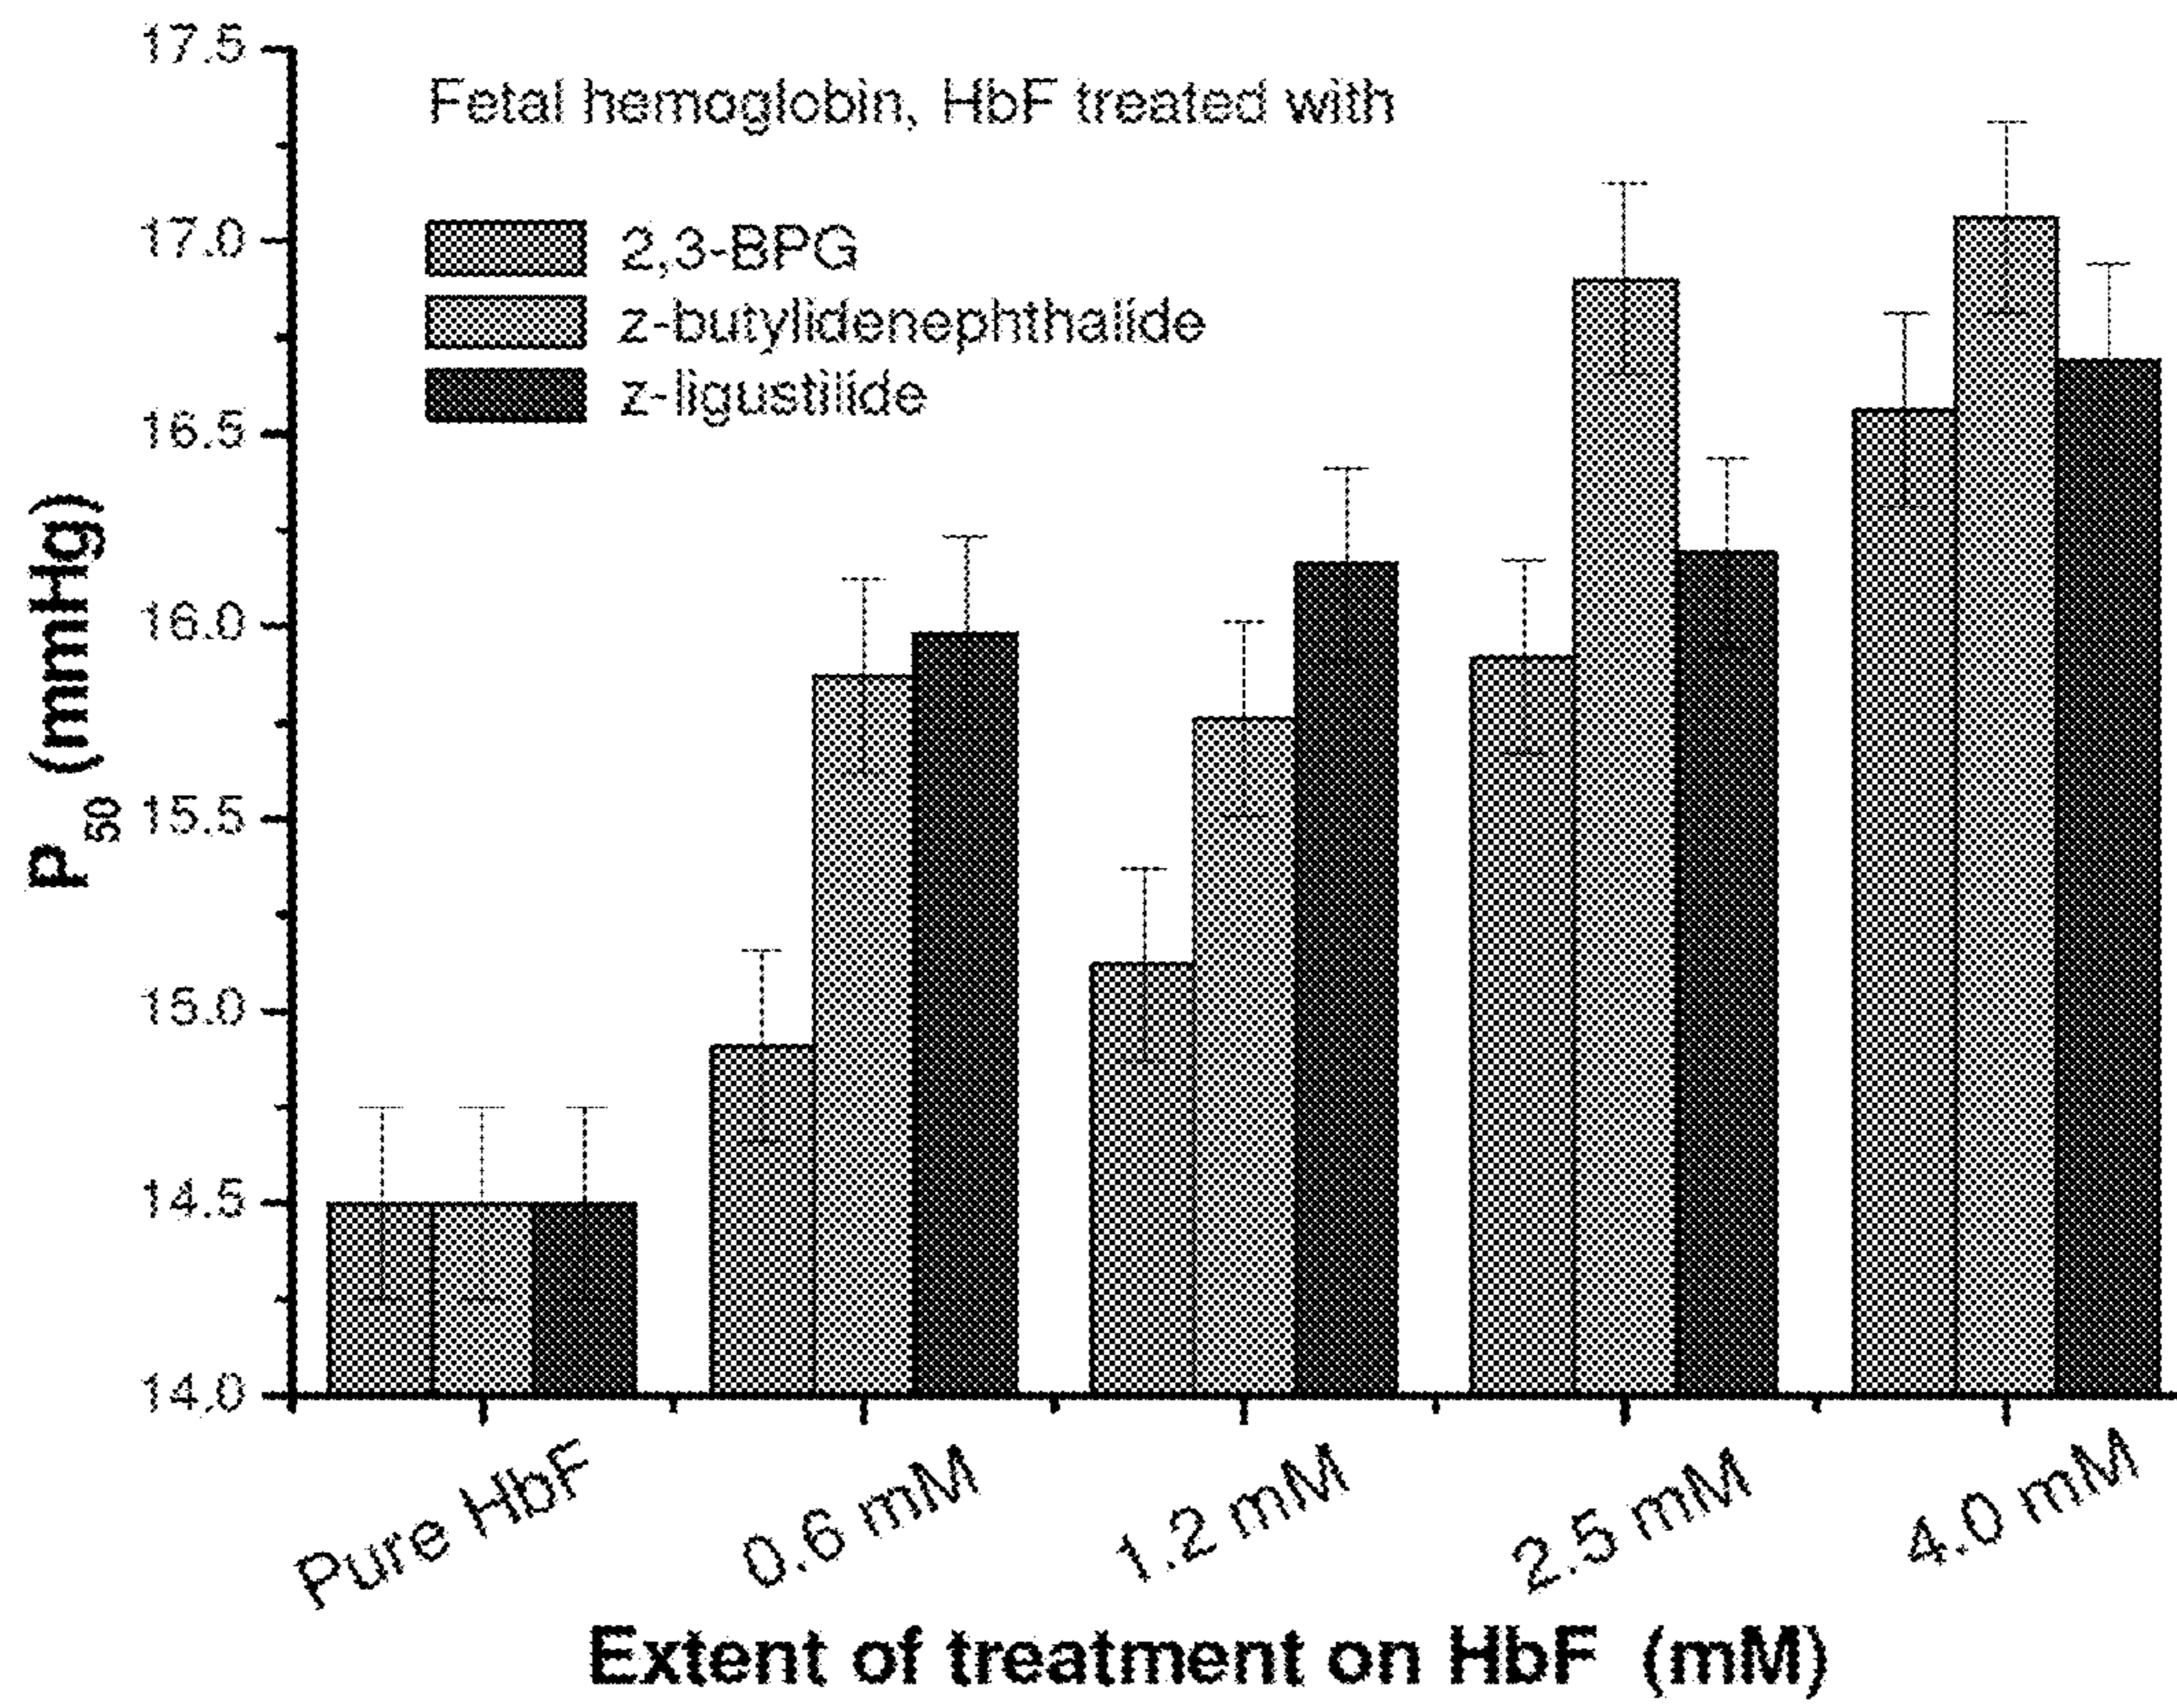 17.5
Fetal hemoglobin, HbF treated with
17.0
2,3-BPG
z-butylidenephthalide
z-ligustilide
16.5
16.0
15.5
15.0
14.5
14.0
P50 (mmHg)
Pure HbF
0.6 mM
1.2 mM
2.5 mM
4.0 mM
Extent of treatment on HbF (mM)